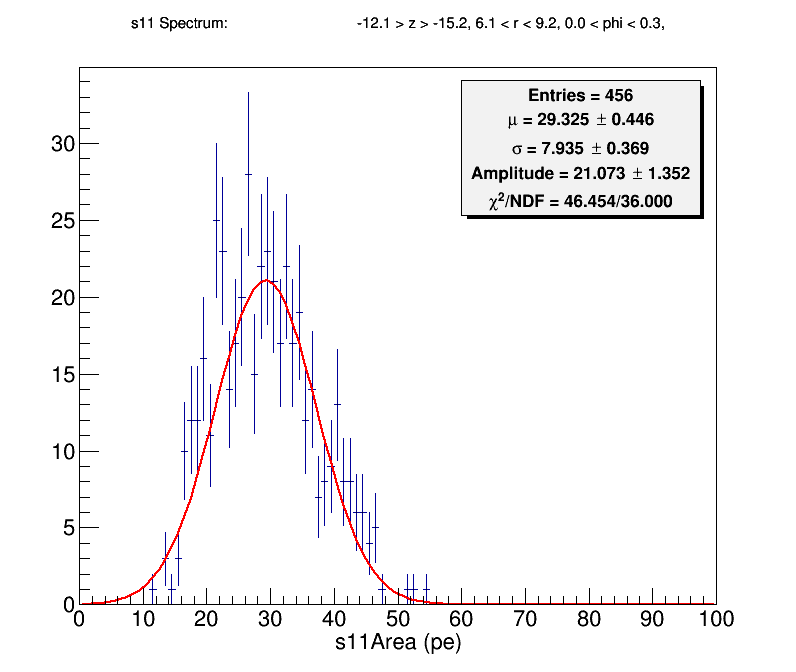 s11 Spectrum: -12.1 > z > -15.2, 6.1 < r < 9.2, 0.0 < phi < 0.3,
Entries = 456
μ = 29.325 ± 0.446
σ = 7.935 ± 0.369
Amplitude = 21.073 ± 1.352
χ²/NDF = 46.454/36.000
30
25
20
15
10
5
0
0 10 20 30 40 50 60 70 80 90 100
s11Area (pe)